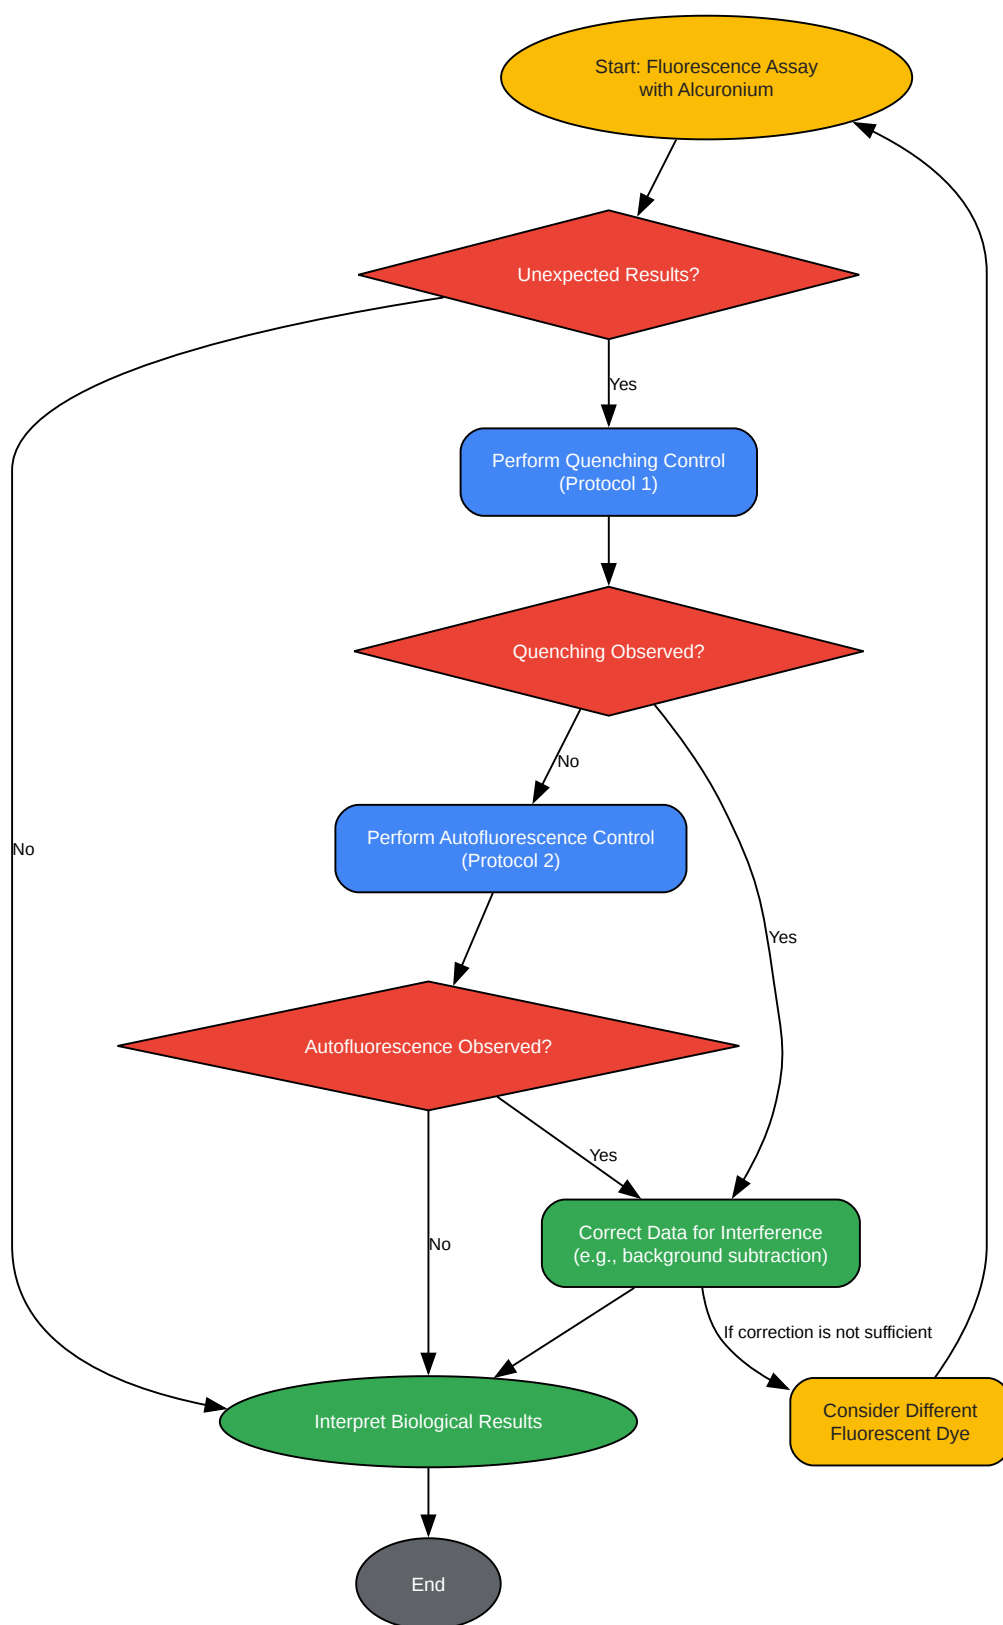 Start: Fluorescence Assay
with Alcuronium
Unexpected Results?
Yes
Perform Quenching Control
(Protocol 1)
Quenching Observed?
No
Perform Autofluorescence Control
(Protocol 2)
No
Yes
Autofluorescence Observed?
Yes
Correct Data for Interference
(e.g., background subtraction)
No
If correction is not sufficient
Interpret Biological Results
Consider Different
Fluorescent Dye
End